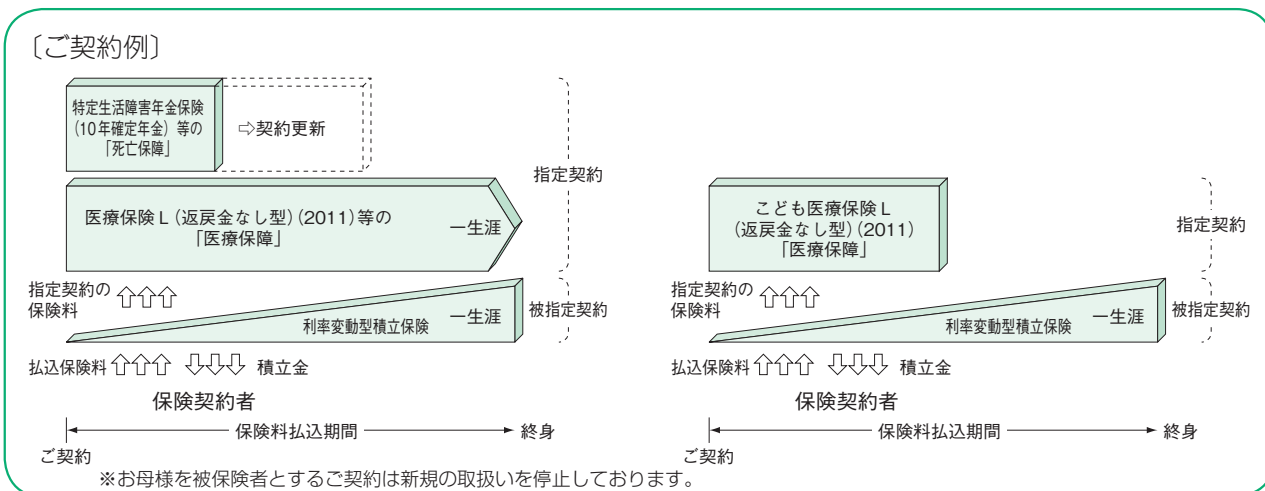 〔ご契約例〕
特定生活障害年金保険
(10年確定年金) 等の
「死亡保障」
⇨契約更新
指定契約
医療保険L(返戻金なし型)(2011)等の
「医療保障」
一生涯
指定契約の
保険料
利率変動型積立保険
一生涯
被指定契約
払込保険料
積立金
保険契約者
保険料払込期間
終身
ご契約
こども医療保険L
(返戻金なし型)(2011)
「医療保障」
指定契約
指定契約の
保険料
利率変動型積立保険
一生涯
被指定契約
払込保険料
積立金
保険契約者
保険料払込期間
終身
ご契約
※お母様を被保険者とするご契約は新規の取扱いを停止しております。